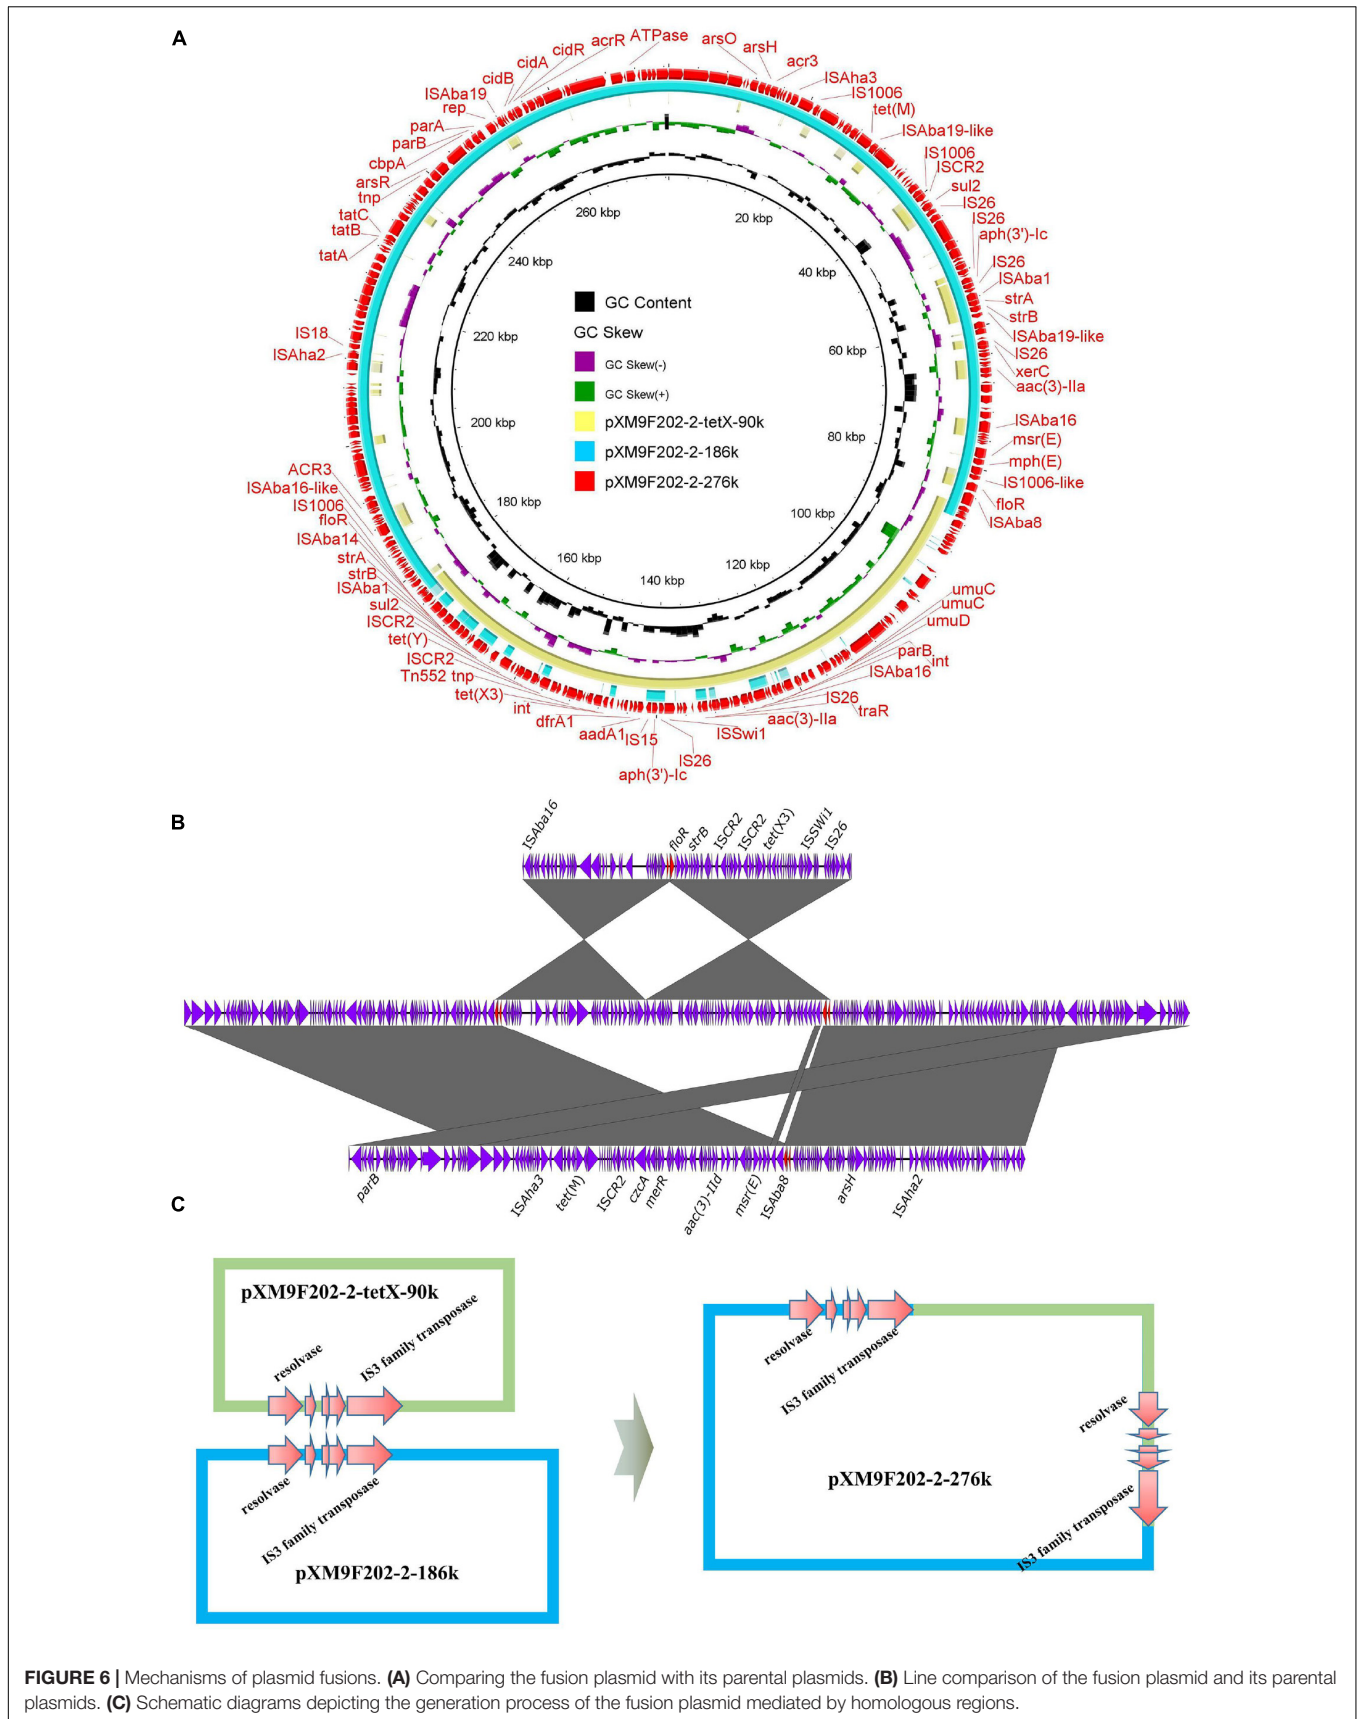 A
ATPase
acrR
cidR
cidA
cidB
ISAba19
rep
parA
parB
cbpA
arsR
tnp
tatC
tatB
tatA
IS18
ISAha2
ACR3
ISAba16-like
IS1006
floR
ISAba14
strA
strB
ISAba1
sul2
ISCR2
tet(Y)
ISCR2
Tn552 tnp
tet(X3)
int
dfrA1
aadA1
IS15
aph(3')-Ic
IS26
ISSwi1
aac(3)-IIa
IS26
traR
ISAba16
int
parB
umuD
umuC
umuC
ISAba8
floR
IS1006-like
mph(E)
msr(E)
ISAba16
aac(3)-IIa
xerC
IS26
ISAba19-like
strB
strA
ISAba1
IS26
aph(3')-Ic
IS26
IS26
sul2
ISCR2
IS1006
ISAba19-like
tet(M)
IS1006
ISAha3
acr3
arsH
arsO
20 kbp
40 kbp
60 kbp
80 kbp
100 kbp
120 kbp
140 kbp
160 kbp
180 kbp
200 kbp
220 kbp
240 kbp
260 kbp
GC Content
GC Skew
GC Skew(-)
GC Skew(+)
pXM9F202-2-tetX-90k
pXM9F202-2-186k
pXM9F202-2-276k
B
ISAba16
floR
strB
ISCR2
ISCR2
tet(X3)
ISSWi1
IS26
parB
ISAha3
tet(M)
ISCR2
czcA
merR
aac(3)-IId
msr(E)
ISAba8
arsH
ISAha2
C
pXM9F202-2-tetX-90k
resolvase
IS3 family transposase
resolvase
IS3 family transposase
pXM9F202-2-186k
resolvase
IS3 family transposase
resolvase
IS3 family transposase
pXM9F202-2-276k
FIGURE 6 | Mechanisms of plasmid fusions. (A) Comparing the fusion plasmid with its parental plasmids. (B) Line comparison of the fusion plasmid and its parental
plasmids. (C) Schematic diagrams depicting the generation process of the fusion plasmid mediated by homologous regions.